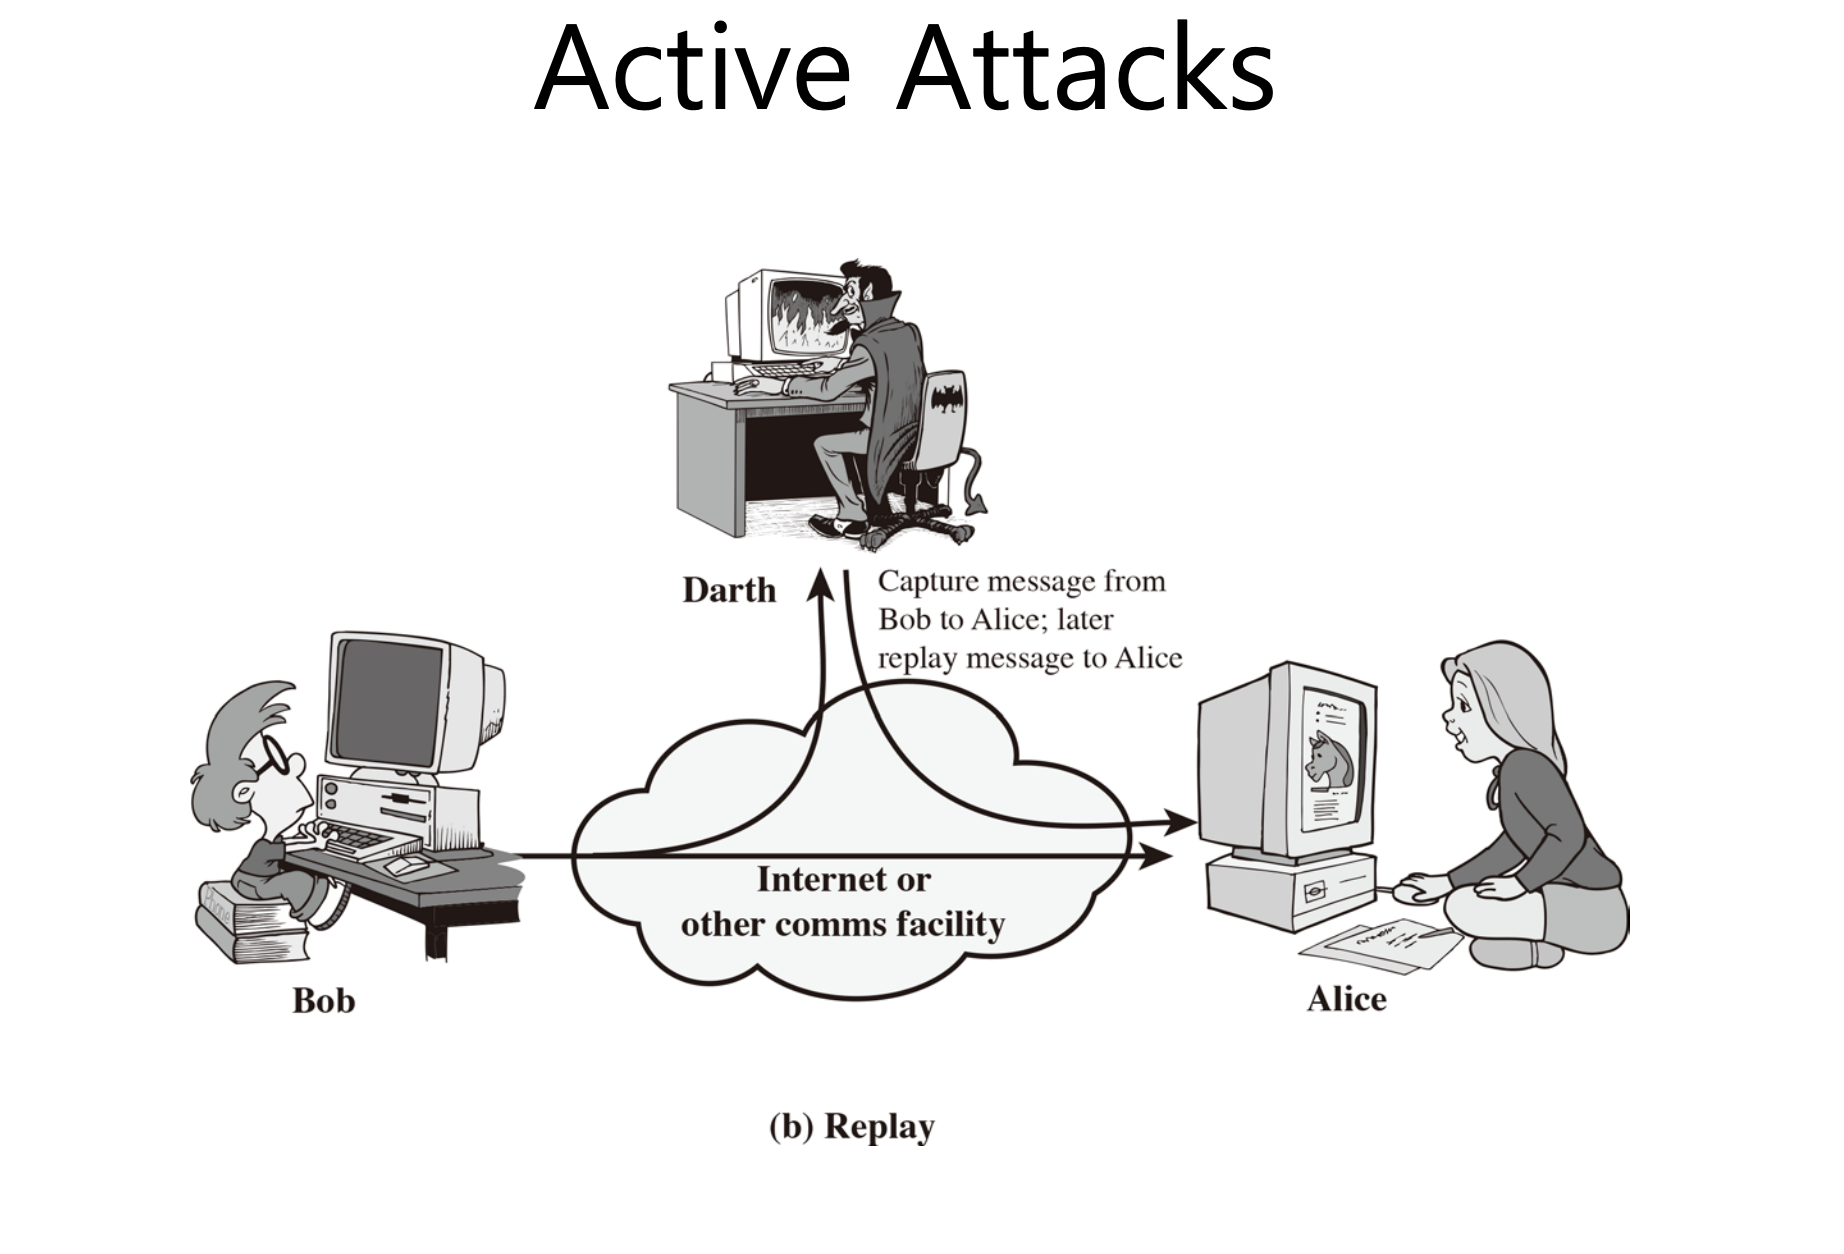 Active Attacks
Darth
Capture message from
Bob to Alice; later
replay message to Alice
Phone
Internet or
other comms facility
Bob
Alice
(b) Replay